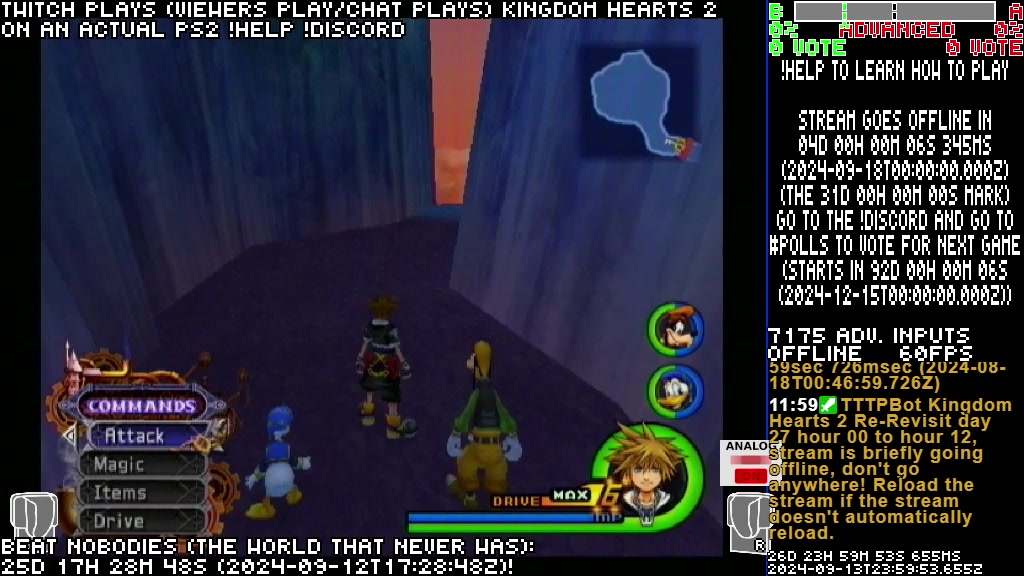 TWITCH PLAYS (VIEWERS PLAY/CHAT PLAYS) KINGDOM HEARTS 2
ON AN ACTUAL PS2 !HELP !DISCORD
COMMANDS
Attack
Magic
Items
Drive
DRIVE MAX
MP
BEAT NOBODIES (THE WORLD THAT NEVER WAS):
25D 17H 28M 48S (2024-09-12T17:28:48Z)!
ANALOG
R
B A
0% ADVANCED 0%
0 VOTE 0 VOTE
!HELP TO LEARN HOW TO PLAY
STREAM GOES OFFLINE IN
04D 00H 00M 06S 345MS
(2024-09-18T00:00:00.000Z)
(THE 31D 00H 00M 00S MARK)
GO TO THE !DISCORD AND GO TO
#POLLS TO VOTE FOR NEXT GAME
(STARTS IN 92D 00H 00M 06S
(2024-12-15T00:00:00.000Z))
7175 ADV. INPUTS
OFFLINE 60FPS
59sec 726msec (2024-08-
18T00:46:59.726Z)
11:59 TTTPBot Kingdom
Hearts 2 Re-Revisit day
27 hour 00 to hour 12,
stream is briefly going
offline, don't go
anywhere! Reload the
stream if the stream
doesn't automatically
reload.
26D 23H 59M 53S 655MS
2024-09-13T23:59:53.655Z